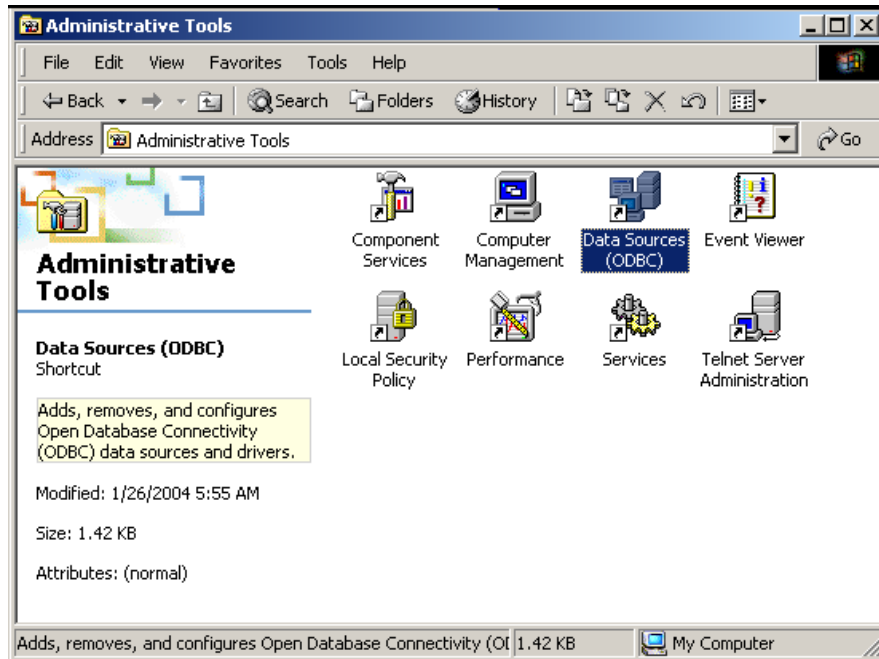 Administrative Tools
File Edit View Favorites Tools Help
Back Search Folders History
Address Administrative Tools Go
Administrative
Tools
Data Sources (ODBC)
Shortcut
Adds, removes, and configures
Open Database Connectivity
(ODBC) data sources and drivers.
Modified: 1/26/2004 5:55 AM
Size: 1.42 KB
Attributes: (normal)
Component
Services
Computer
Management
Data Sources
(ODBC)
Event Viewer
Local Security
Policy
Performance
Services
Telnet Server
Administration
Adds, removes, and configures Open Database Connectivity (O 1.42 KB My Computer